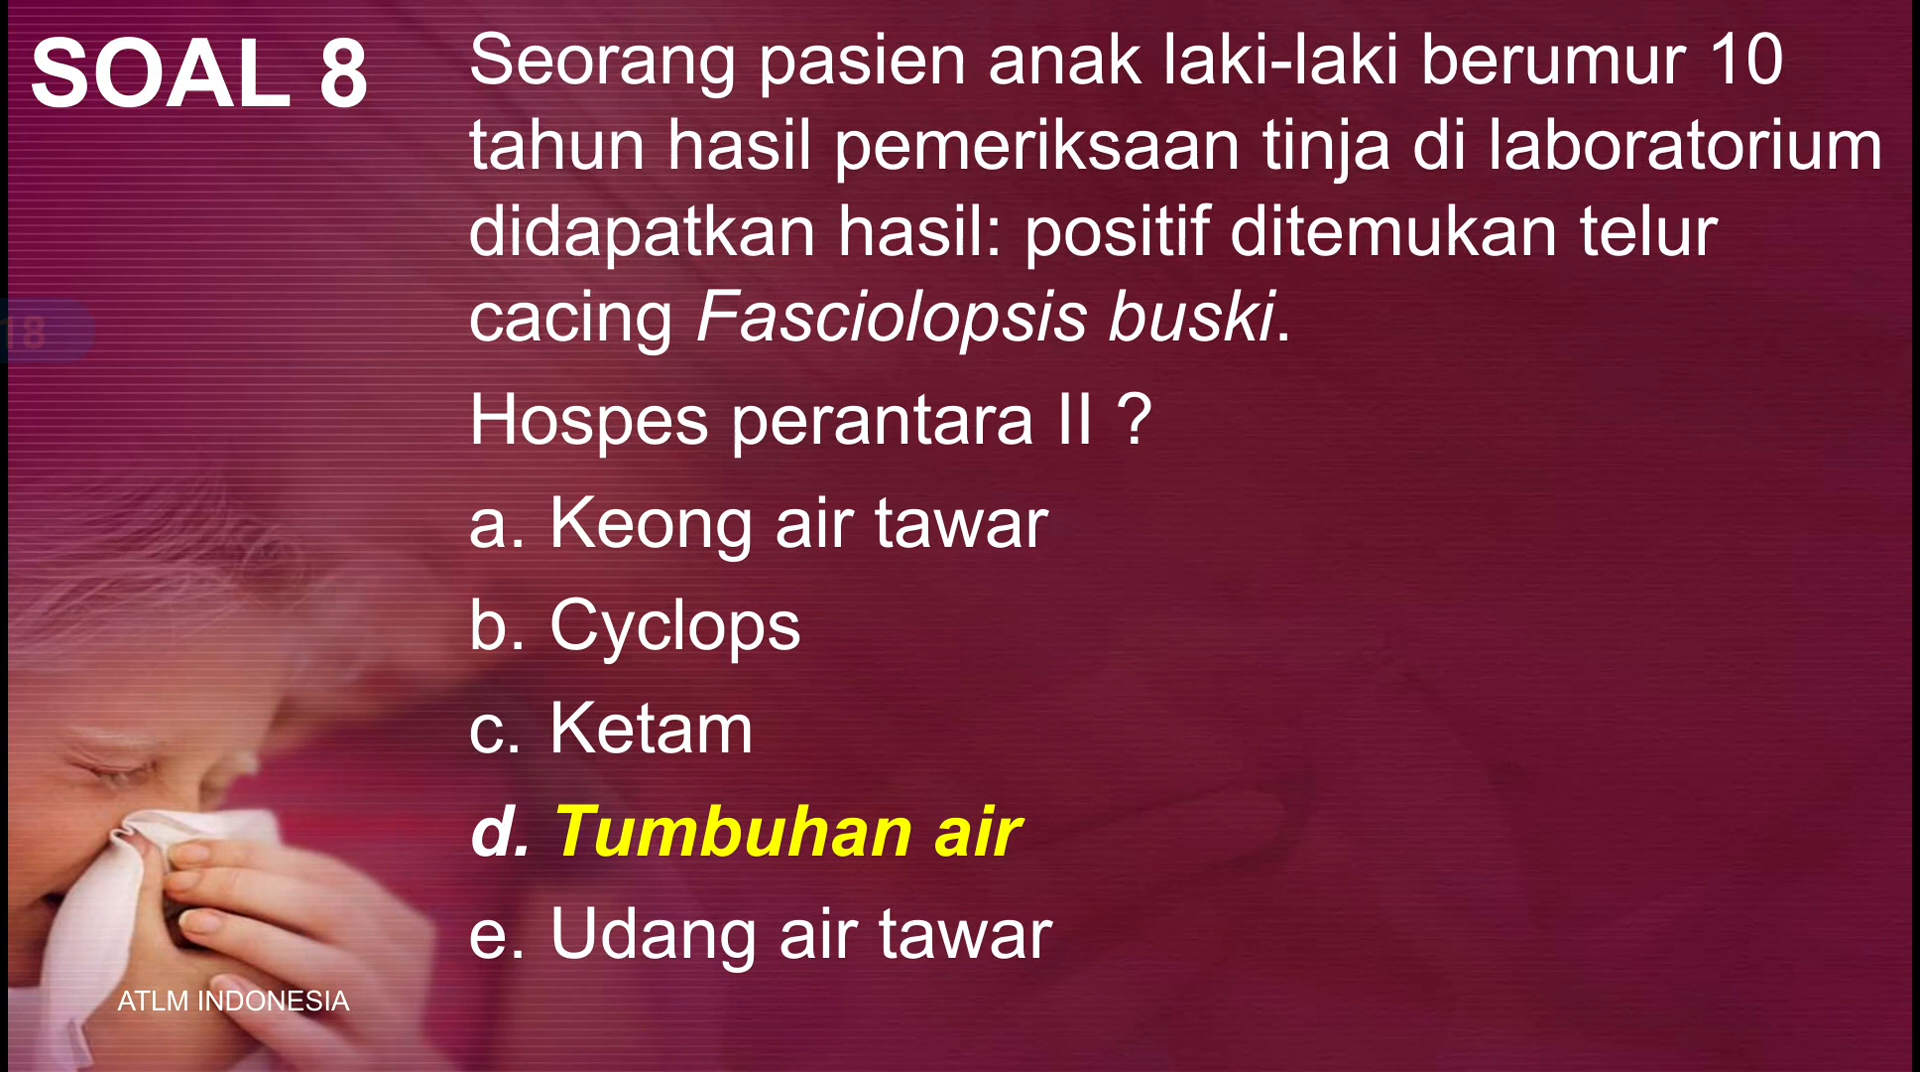 SOAL 8
Seorang pasien anak laki-laki berumur 10
tahun hasil pemeriksaan tinja di laboratorium
didapatkan hasil: positif ditemukan telur
cacing Fasciolopsis buski.
Hospes perantara II ?
a. Keong air tawar
b. Cyclops
c. Ketam
d. Tumbuhan air
e. Udang air tawar
ATLM INDONESIA
18